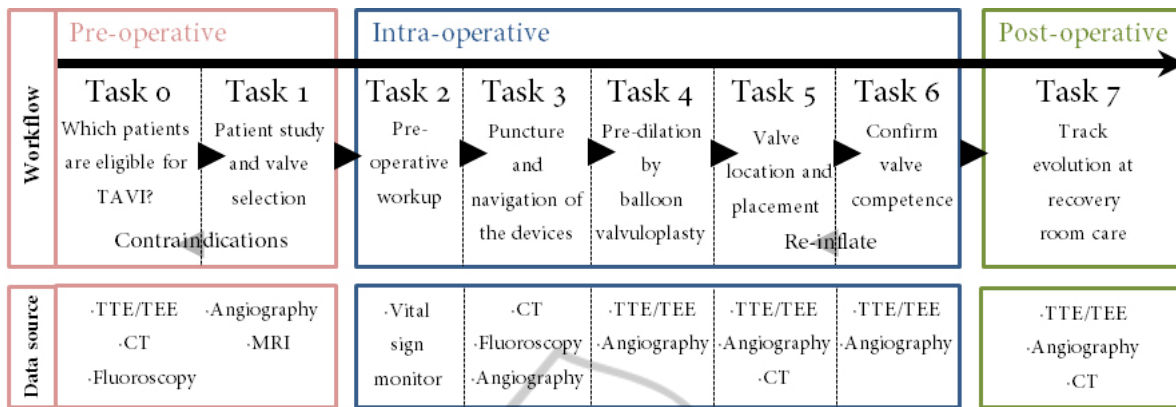 Workflow
Pre-operative
Intra-operative
Post-operative
Task 0
Which patients
are eligible for
TAVI?
Task 1
Patient study
and valve
selection
Contraindications
Task 2
Pre-
operative
workup
Task 3
Puncture
and
navigation of
the devices
Task 4
Pre-dilation
by
balloon
valvuloplasty
Task 5
Valve
location and
placement
Task 6
Confirm
valve
competence
Re-inflate
Task 7
Track
evolution at
recovery
room care
Data source
·TTE/TEE
·CT
·Fluoroscopy
·Angiography
·MRI
·Vital
sign
monitor
·CT
·Fluoroscopy
·Angiography
·TTE/TEE
·Angiography
·TTE/TEE
·Angiography
·CT
·TTE/TEE
·Angiography
·TTE/TEE
·Angiography
·CT